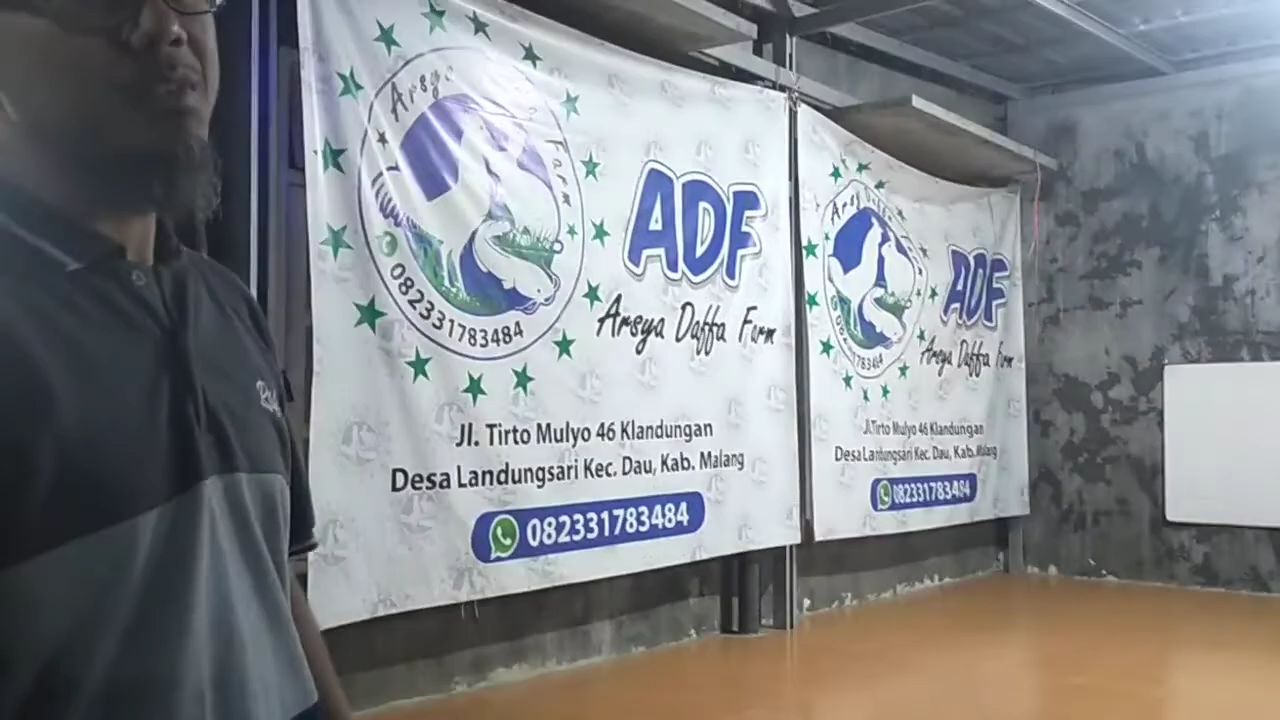 Arsya Farm
082331783484
ADF
Arsya Daffa Farm
Jl. Tirto Mulyo 46 Klandungan
Desa Landungsari Kec. Dau, Kab. Malang
082331783484
Arsya Daffa
ADF
Arsya Daffa Farm
Jl.Tirto Mulyo 46 Klandungan
Desa Landungsari Kec. Dau, Kab. Malang
082331783484